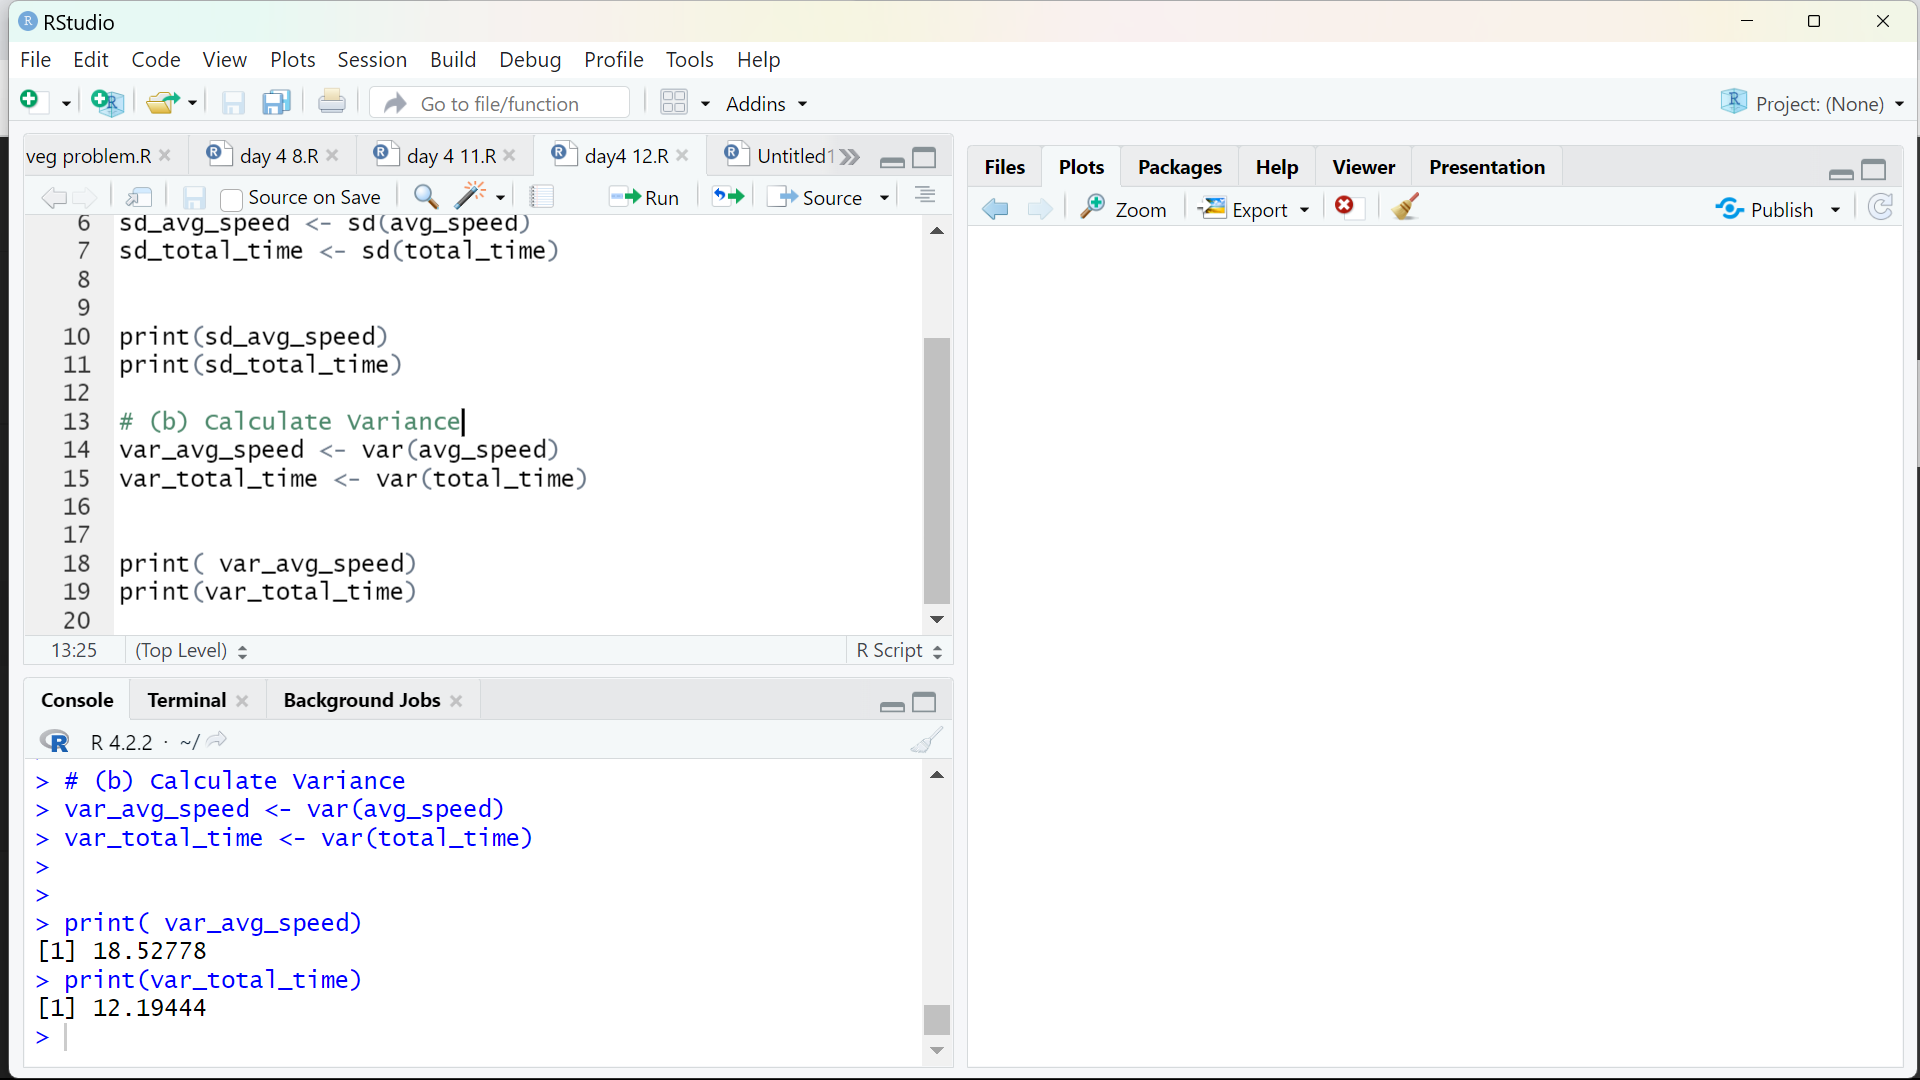 RStudio
File Edit Code View Plots Session Build Debug Profile Tools Help
Go to file/function Addins Project: (None)
veg problem.R day 4 8.R day 4 11.R day4 12.R Untitled1
Source on Save Run Source
6 sd_avg_speed <- sd(avg_speed)
7 sd_total_time <- sd(total_time)
8
9
10 print(sd_avg_speed)
11 print(sd_total_time)
12
13 # (b) Calculate Variance
14 var_avg_speed <- var(avg_speed)
15 var_total_time <- var(total_time)
16
17
18 print( var_avg_speed)
19 print(var_total_time)
20
13:25 (Top Level) R Script
Console Terminal Background Jobs
R 4.2.2 · ~/
> # (b) Calculate Variance
> var_avg_speed <- var(avg_speed)
> var_total_time <- var(total_time)
>
>
> print( var_avg_speed)
[1] 18.52778
> print(var_total_time)
[1] 12.19444
>
Files Plots Packages Help Viewer Presentation
Zoom Export Publish